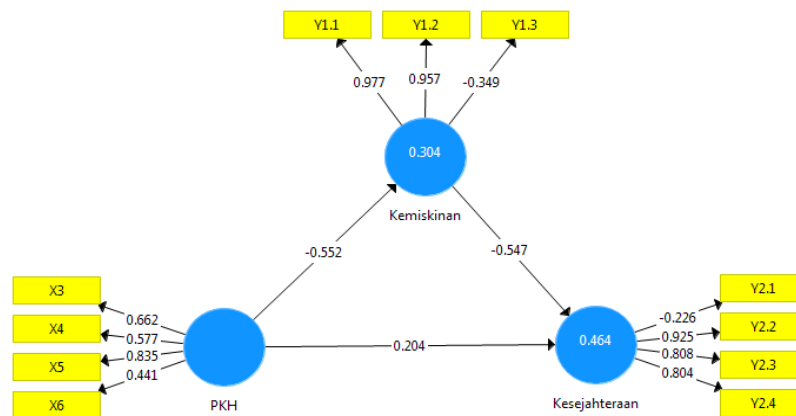 Y1.1 Y1.2 Y1.3
0.977 0.957 -0.349
0.304
Kemiskinan
-0.552 -0.547
X3
X4
X5
X6
0.662
0.577
0.835
0.441
PKH
0.204
0.464
Kesejahteraan
-0.226
0.925
0.808
0.804
Y2.1
Y2.2
Y2.3
Y2.4